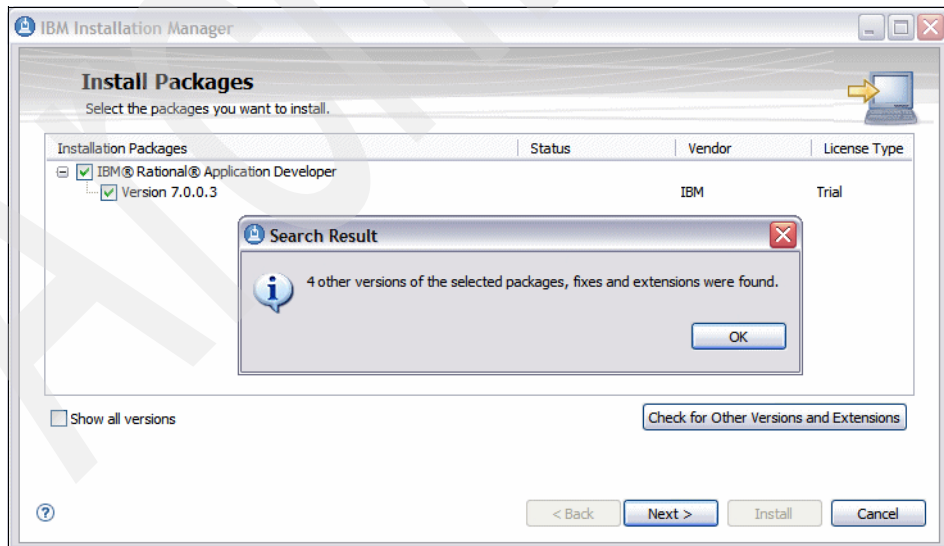 IBM Installation Manager
Install Packages
Select the packages you want to install.
Installation Packages Status Vendor License Type
IBM® Rational® Application Developer
Version 7.0.0.3 IBM Trial
Search Result
4 other versions of the selected packages, fixes and extensions were found.
OK
Show all versions Check for Other Versions and Extensions
? < Back Next > Install Cancel